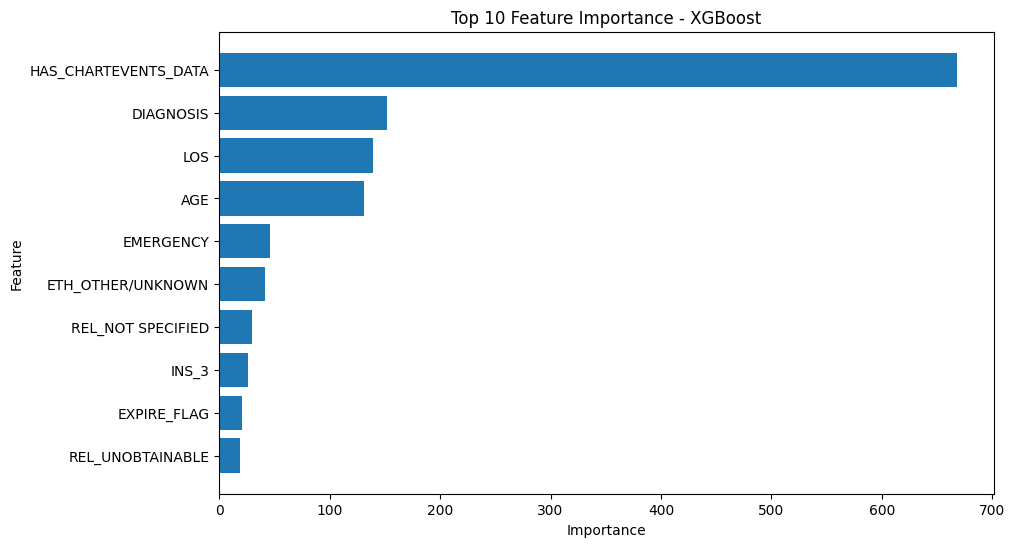 Top 10 Feature Importance - XGBoost
HAS_CHARTEVENTS_DATA
DIAGNOSIS
LOS
AGE
EMERGENCY
ETH_OTHER/UNKNOWN
REL_NOT SPECIFIED
INS_3
EXPIRE_FLAG
REL_UNOBTAINABLE
Feature
0 100 200 300 400 500 600 700
Importance